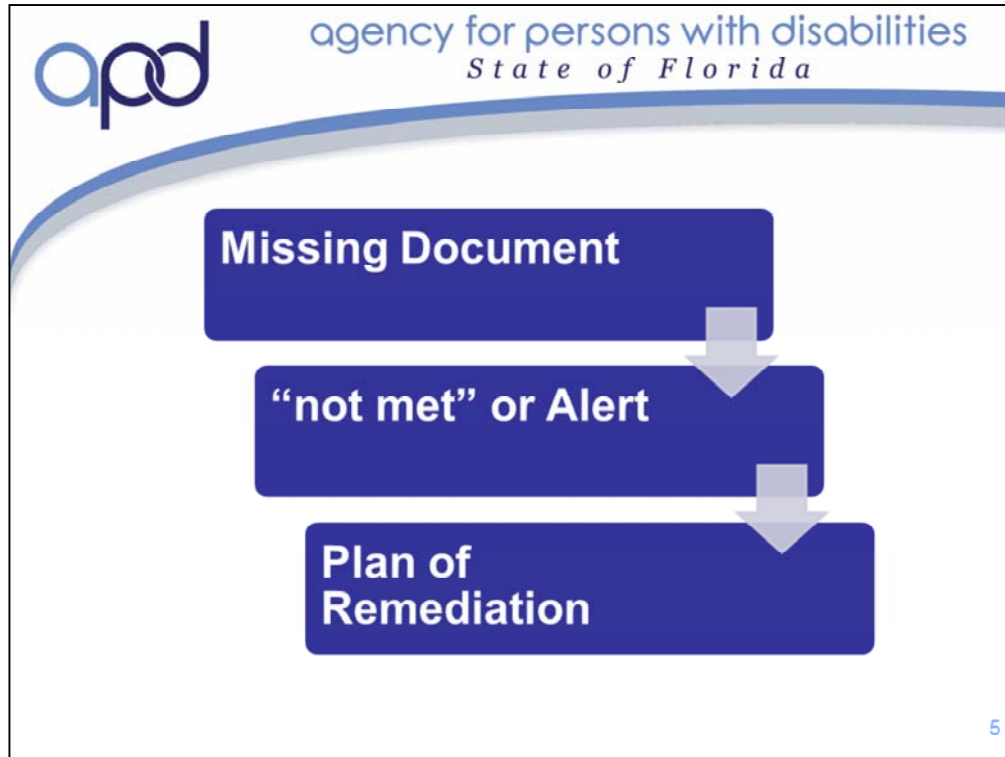 apd
agency for persons with disabilities
State of Florida
Missing Document
“not met” or Alert
Plan of
Remediation
5